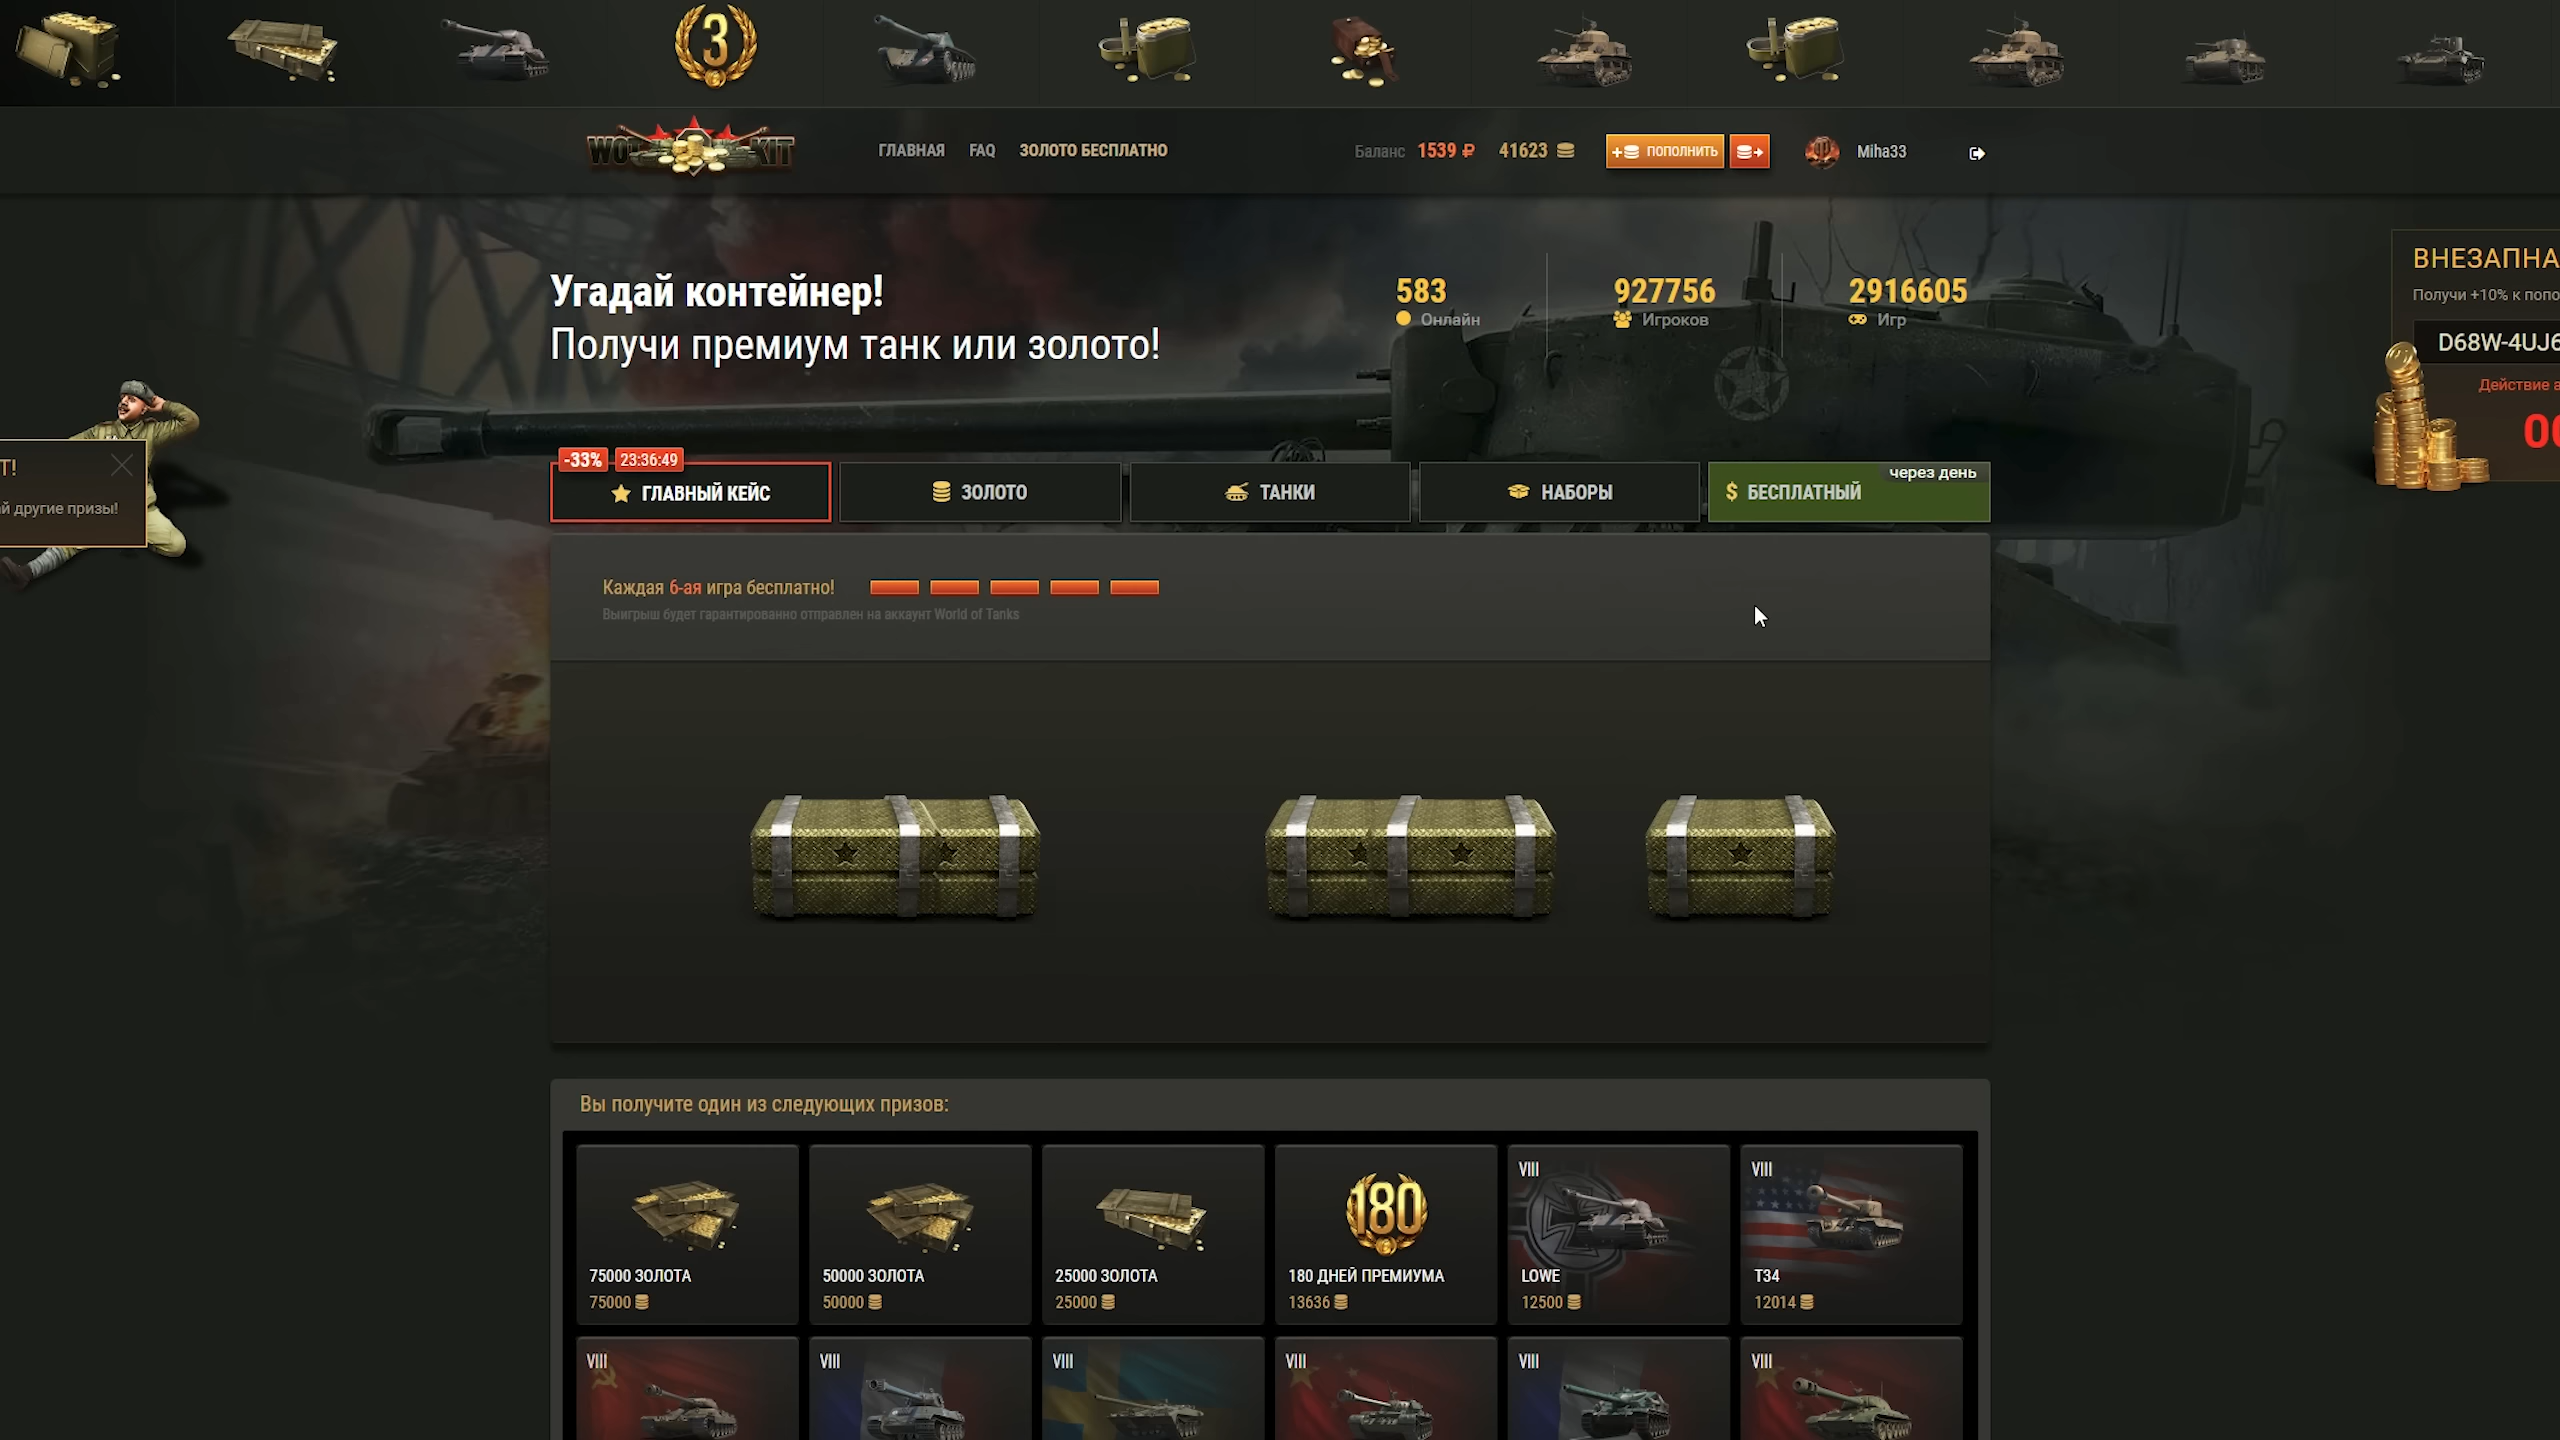 3
WOT KIT
ГЛАВНАЯ
FAQ
ЗОЛОТО БЕСПЛАТНО
Баланс 1539 ₽ 41623
ПОПОЛНИТЬ
Miha33
Угадай контейнер!
Получи премиум танк или золото!
583
Онлайн
927756
Игроков
2916605
Игр
ВНЕЗАПНА
Получи +10% к попо
D68W-4UJ6
Действие а
00
Т!
й другие призы!
-33% 23:36:49
ГЛАВНЫЙ КЕЙС
ЗОЛОТО
ТАНКИ
НАБОРЫ
через день
$ БЕСПЛАТНЫЙ
Каждая 6-ая игра бесплатно!
Выигрыш будет гарантированно отправлен на аккаунт World of Tanks
Вы получите один из следующих призов:
75000 ЗОЛОТА
75000
50000 ЗОЛОТА
50000
25000 ЗОЛОТА
25000
180
180 ДНЕЙ ПРЕМИУМА
13636
VIII
LOWE
12500
VIII
T34
12014
VIII
VIII
VIII
VIII
VIII
VIII